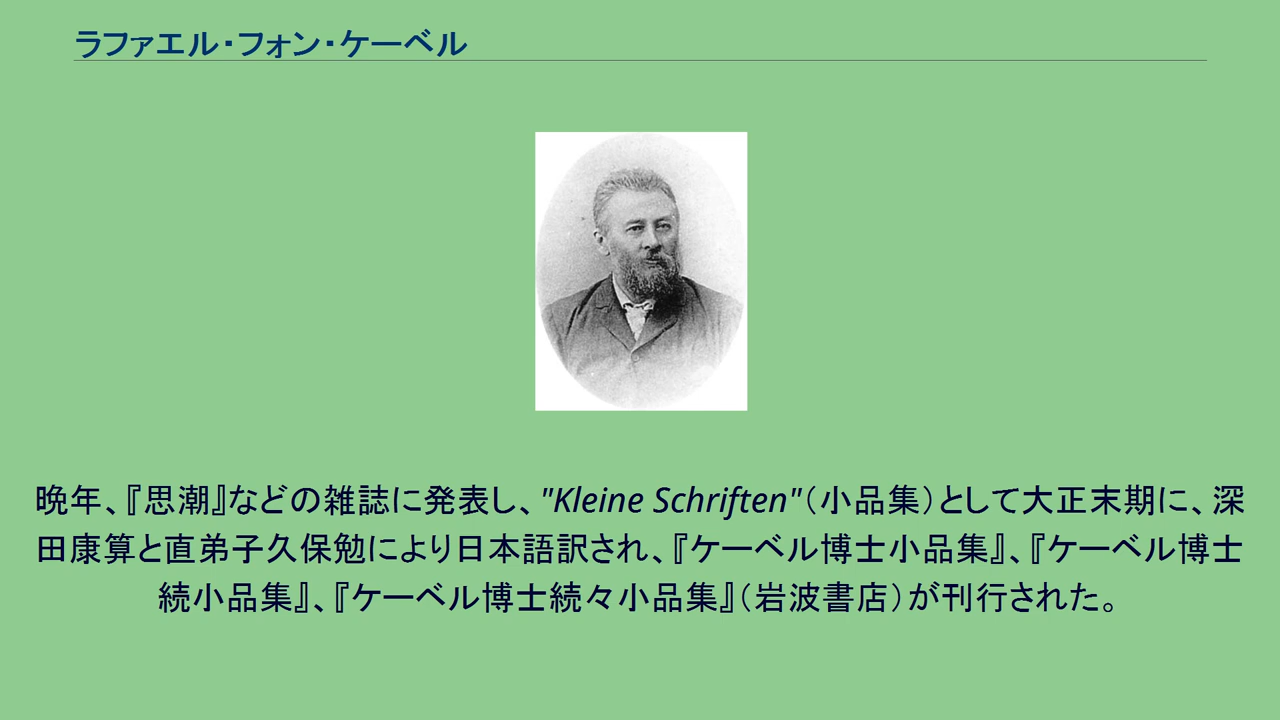 ラファエル・フォン・ケーベル
晩年、『思潮』などの雑誌に発表し、"Kleine Schriften"（小品集）として大正末期に、深
田康算と直弟子久保勉により日本語訳され、『ケーベル博士小品集』、『ケーベル博士
続小品集』、『ケーベル博士続々小品集』（岩波書店）が刊行された。